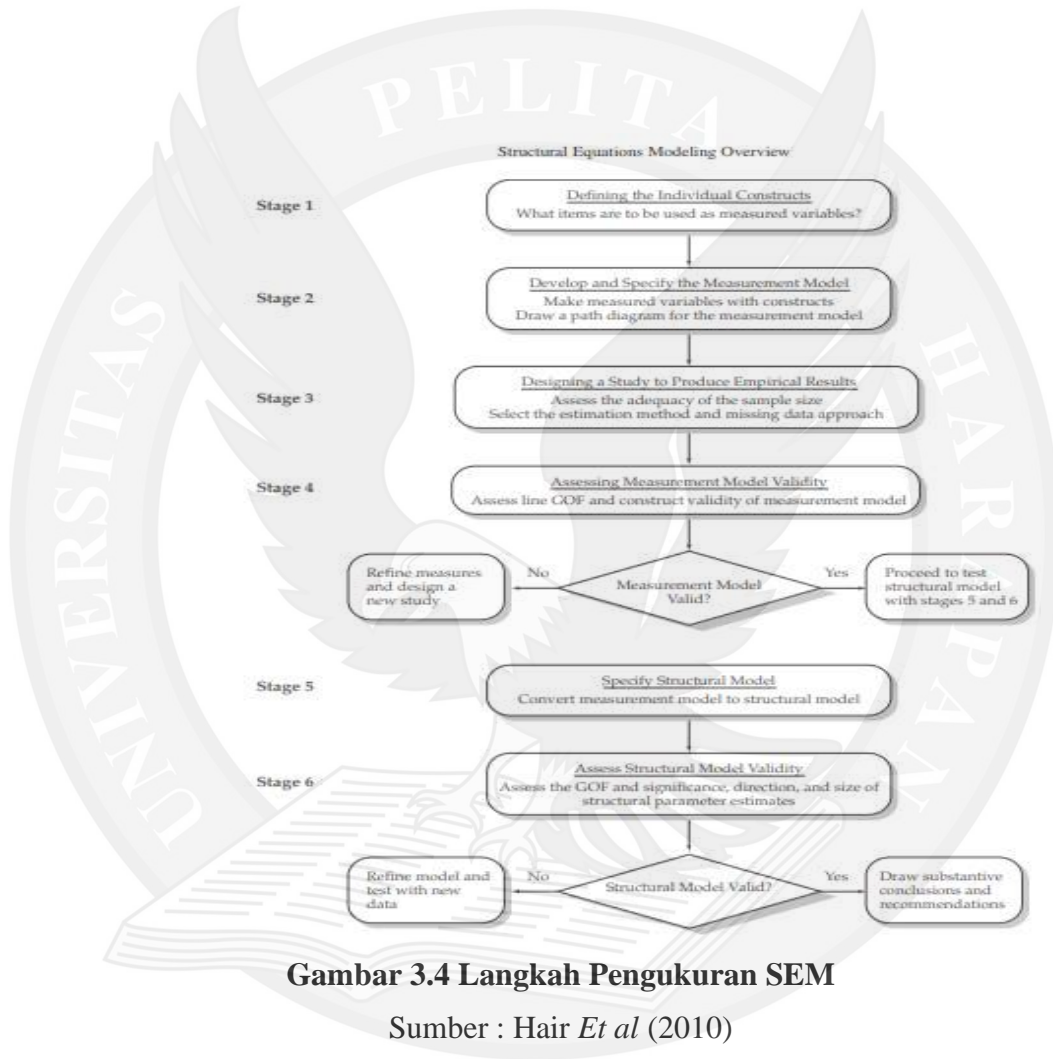 UNIVERSITAS PELITA HARAPAN
Structural Equations Modeling Overview
Stage 1
Defining the Individual Constructs
What items are to be used as measured variables?
Stage 2
Develop and Specify the Measurement Model
Make measured variables with constructs
Draw a path diagram for the measurement model
Stage 3
Designing a Study to Produce Empirical Results
Assess the adequacy of the sample size
Select the estimation method and missing data approach
Stage 4
Assessing Measurement Model Validity
Assess line GOF and construct validity of measurement model
Refine measures
and design a
new study
No
Measurement Model
Valid?
Yes
Proceed to test
structural model
with stages 5 and 6
Stage 5
Specify Structural Model
Convert measurement model to structural model
Stage 6
Assess Structural Model Validity
Assess the GOF and significance, direction, and size of
structural parameter estimates
Refine model and
test with new
data
No
Structural Model Valid?
Yes
Draw substantive
conclusions and
recommendations
Gambar 3.4 Langkah Pengukuran SEM
Sumber : Hair Et al (2010)